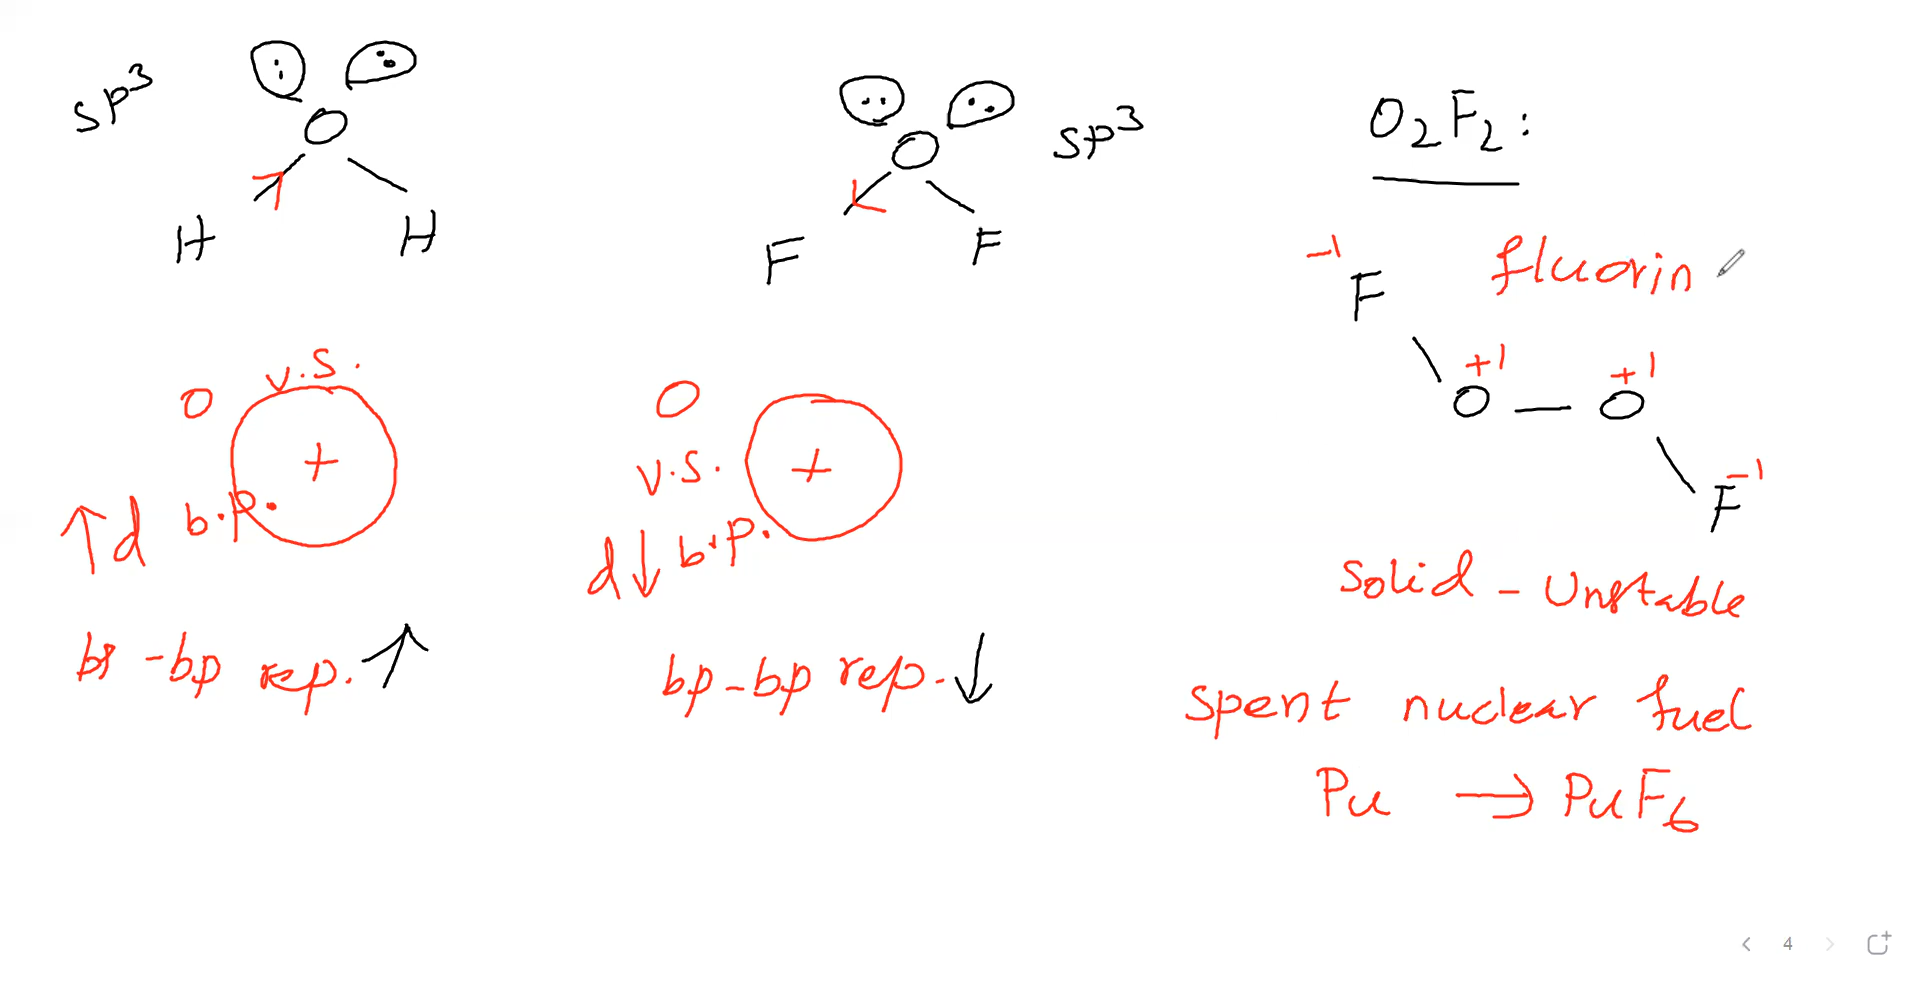 sp³
O
H
H
O
v.s.
+
↑d b.p.
bp-bp rep. ↑
O
sp³
F
F
O
v.s.
+
d↓ b.p.
bp-bp rep. ↓
O₂F₂:
fluorin
-1
F
+1
+1
O — O
-1
F
Solid - Unstable
spent nuclear fuel
Pu → PuF₆
4